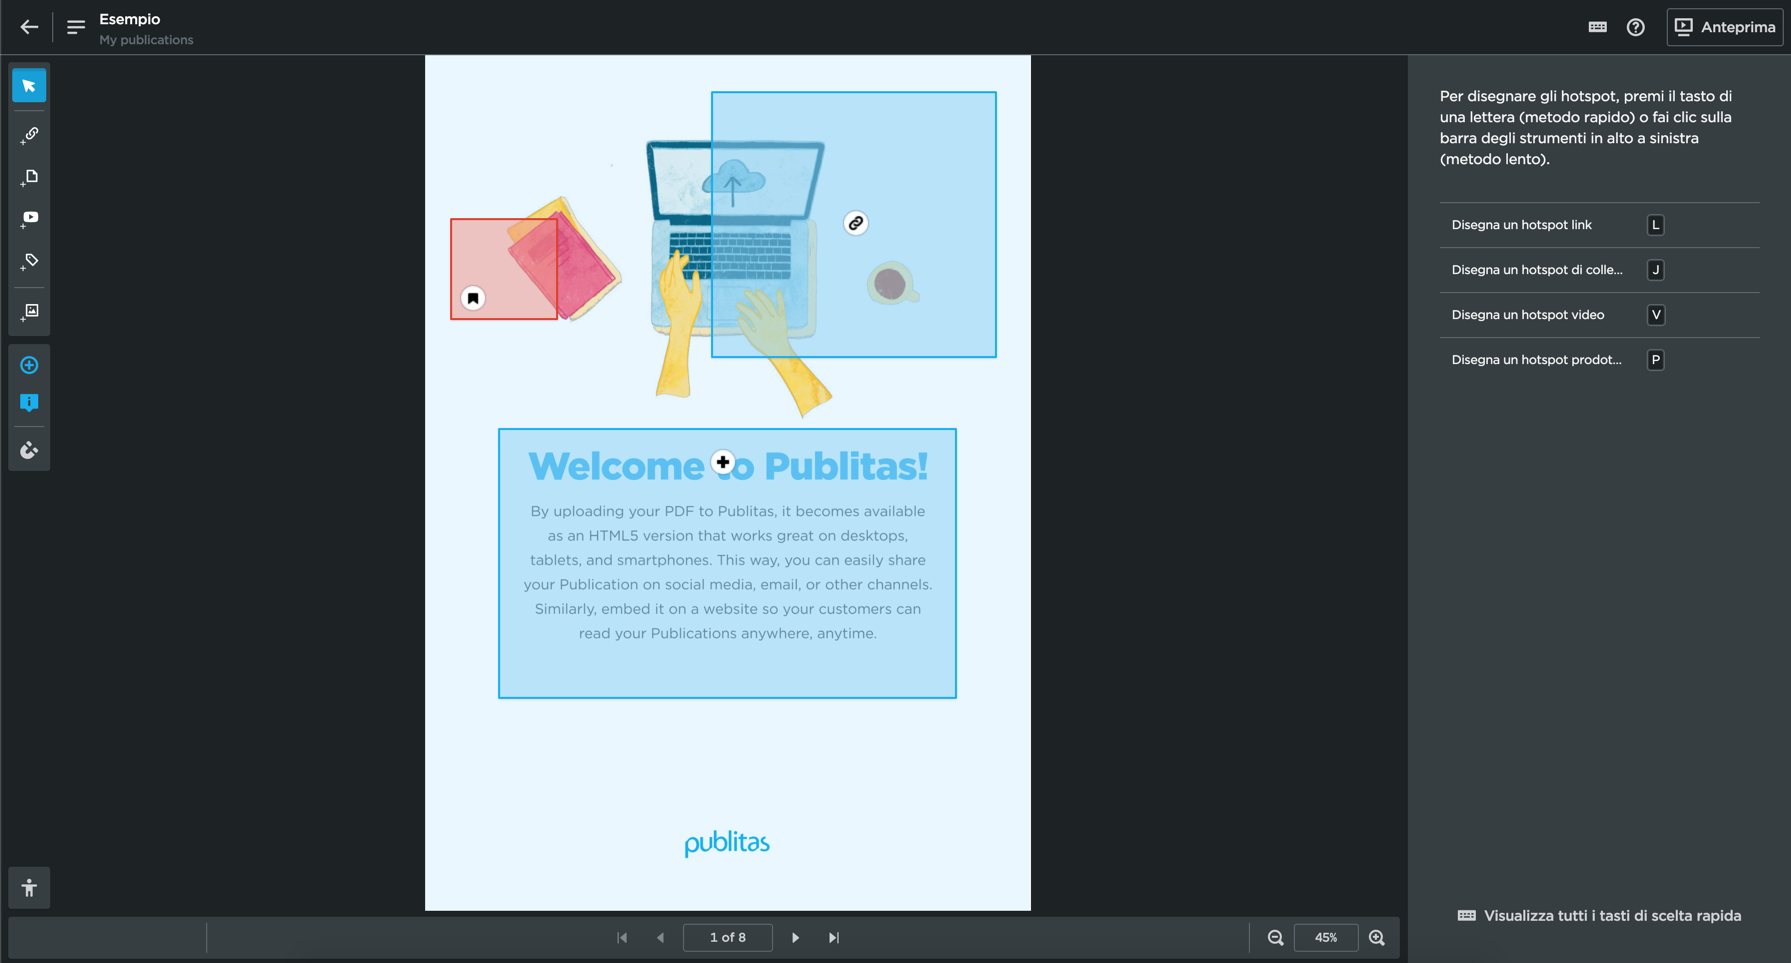 Esempio
My publications
Anteprima
Per disegnare gli hotspot, premi il tasto di
una lettera (metodo rapido) o fai clic sulla
barra degli strumenti in alto a sinistra
(metodo lento).
Disegna un hotspot link L
Disegna un hotspot di colle... J
Disegna un hotspot video V
Disegna un hotspot prodot... P
Welcome to Publitas!
By uploading your PDF to Publitas, it becomes available
as an HTML5 version that works great on desktops,
tablets, and smartphones. This way, you can easily share
your Publication on social media, email, or other channels.
Similarly, embed it on a website so your customers can
read your Publications anywhere, anytime.
publitas
Visualizza tutti i tasti di scelta rapida
1 of 8
45%